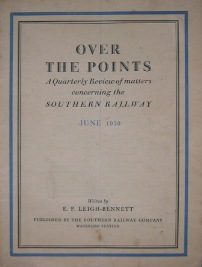 OVER
THE POINTS
A Quarterly Review of matters
concerning the
SOUTHERN RAILWAY
JUNE 1930
Written by
E. P. LEIGH-BENNETT
PUBLISHED BY THE SOUTHERN RAILWAY COMPANY
WATERLOO STATION